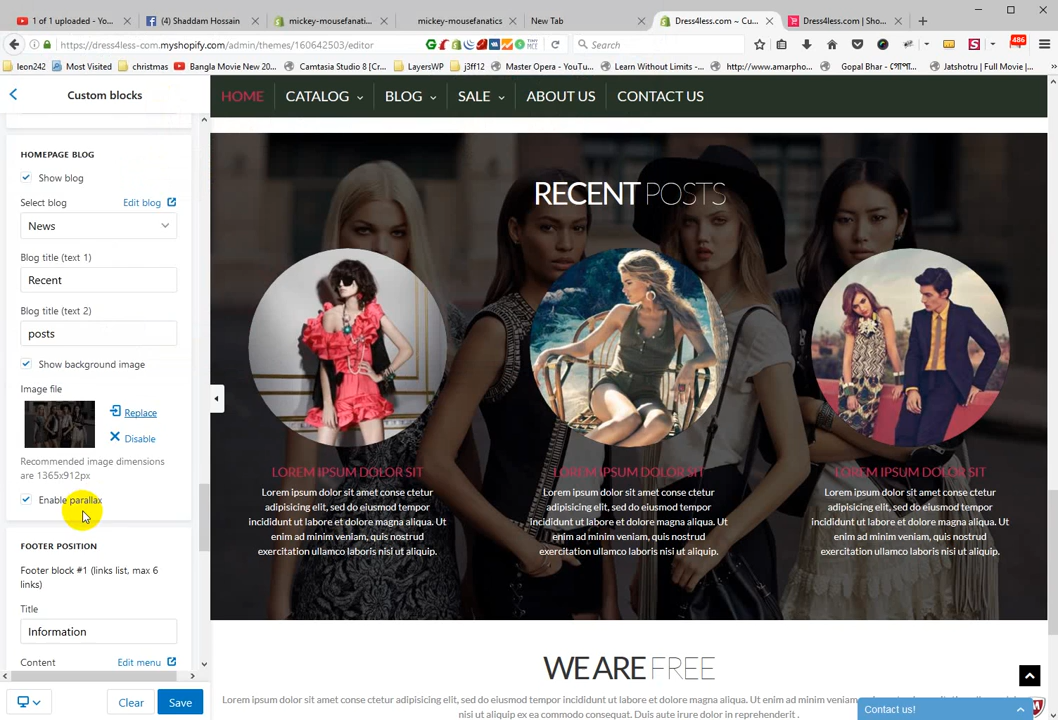 1 of 1 uploaded - YouTube
(4) Shaddam Hossain
mickey-mousefanati...
mickey-mousefanatics
New Tab
Dress4less.com ~ Cu...
Dress4less.com | Sho...
https://dress4less-com.myshopify.com/admin/themes/160642503/editor
Search
486
leon242
Most Visited
christmas
Bangla Movie New 20...
Camtasia Studio 8 [Cr...
LayersWP
j3ff12
Master Opera - YouTu...
Learn Without Limits -...
http://www.amarpho...
Gopal Bhar - গোপা...
Jatshotru | Full Movie |...
Custom blocks
HOME
CATALOG
BLOG
SALE
ABOUT US
CONTACT US
HOMEPAGE BLOG
Show blog
Select blog
Edit blog
News
Blog title (text 1)
Recent
Blog title (text 2)
posts
Show background image
Image file
Replace
Disable
Recommended image dimensions
are 1365x912px
Enable parallax
FOOTER POSITION
Footer block #1 (links list, max 6
links)
Title
Information
Content
Edit menu
Clear
Save
RECENT POSTS
LOREM IPSUM DOLOR SIT
Lorem ipsum dolor sit amet conse ctetur
adipisicing elit, sed do eiusmod tempor
incididunt ut labore et dolore magna aliqua. Ut
enim ad minim veniam, quis nostrud
exercitation ullamco laboris nisi ut aliquip.
LOREM IPSUM DOLOR SIT
Lorem ipsum dolor sit amet conse ctetur
adipisicing elit, sed do eiusmod tempor
incididunt ut labore et dolore magna aliqua. Ut
enim ad minim veniam, quis nostrud
exercitation ullamco laboris nisi ut aliquip.
LOREM IPSUM DOLOR SIT
Lorem ipsum dolor sit amet conse ctetur
adipisicing elit, sed do eiusmod tempor
incididunt ut labore et dolore magna aliqua. Ut
enim ad minim veniam, quis nostrud
exercitation ullamco laboris nisi ut aliquip.
WE ARE FREE
Lorem ipsum dolor sit amet conse ctetur adipisicing elit, sed do eiusmod tempor incididunt ut labore et dolore magna aliqua. Ut enim ad minim veniam
ut aliquip ex ea commodo consequat. Duis aute irure dolor in reprehenderit .
Contact us!